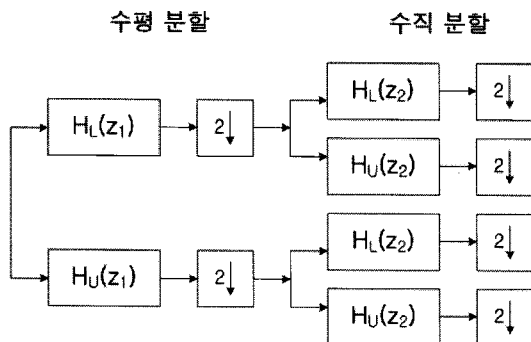 수평 분할 수직 분할
H_L(z_2) 2↓
H_L(z_1) 2↓
H_U(z_2) 2↓
H_L(z_2) 2↓
H_U(z_1) 2↓
H_U(z_2) 2↓